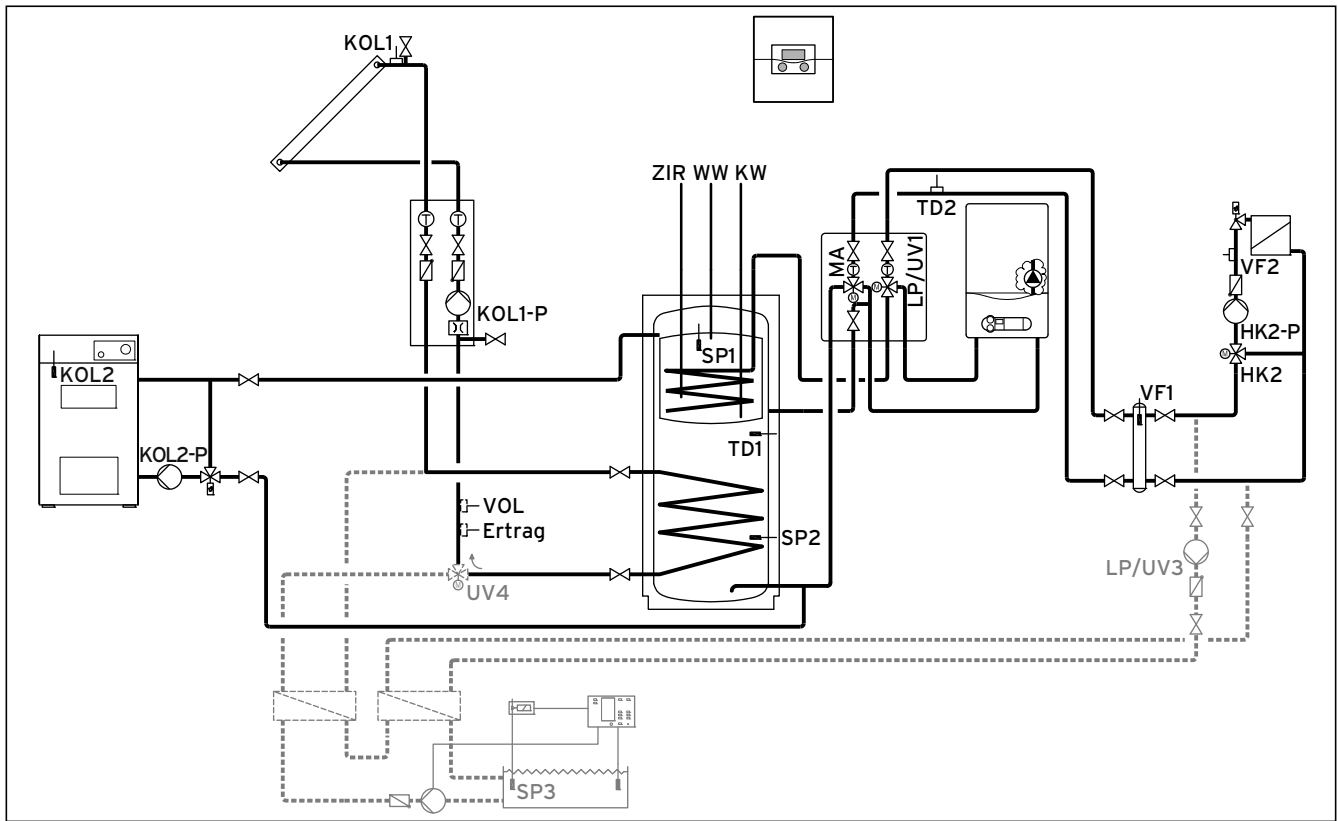 KOL1
ZIR WW KW
TD2
MA
LP/UV1
VF2
KOL1-P
HK2-P
SP1
KOL2
HK2
VF1
TD1
KOL2-P
VOL
Ertrag
SP2
LP/UV3
UV4
SP3
T
T
T
T
M
M
M
M